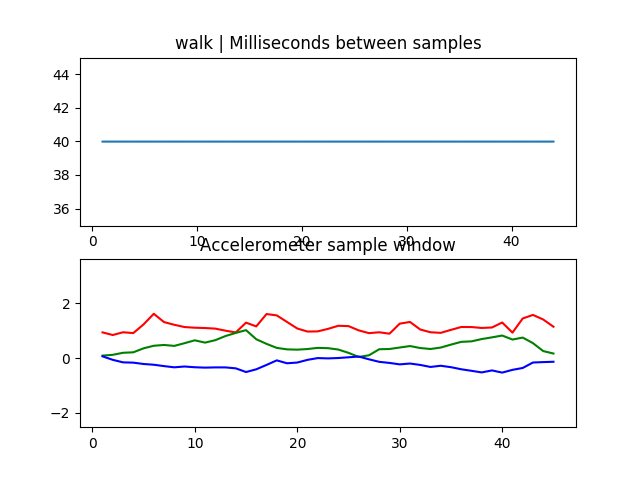 walk | Milliseconds between samples
44
42
40
38
36
0 10 20 30 40
Accelerometer sample window
2
0
−2
0 10 20 30 40